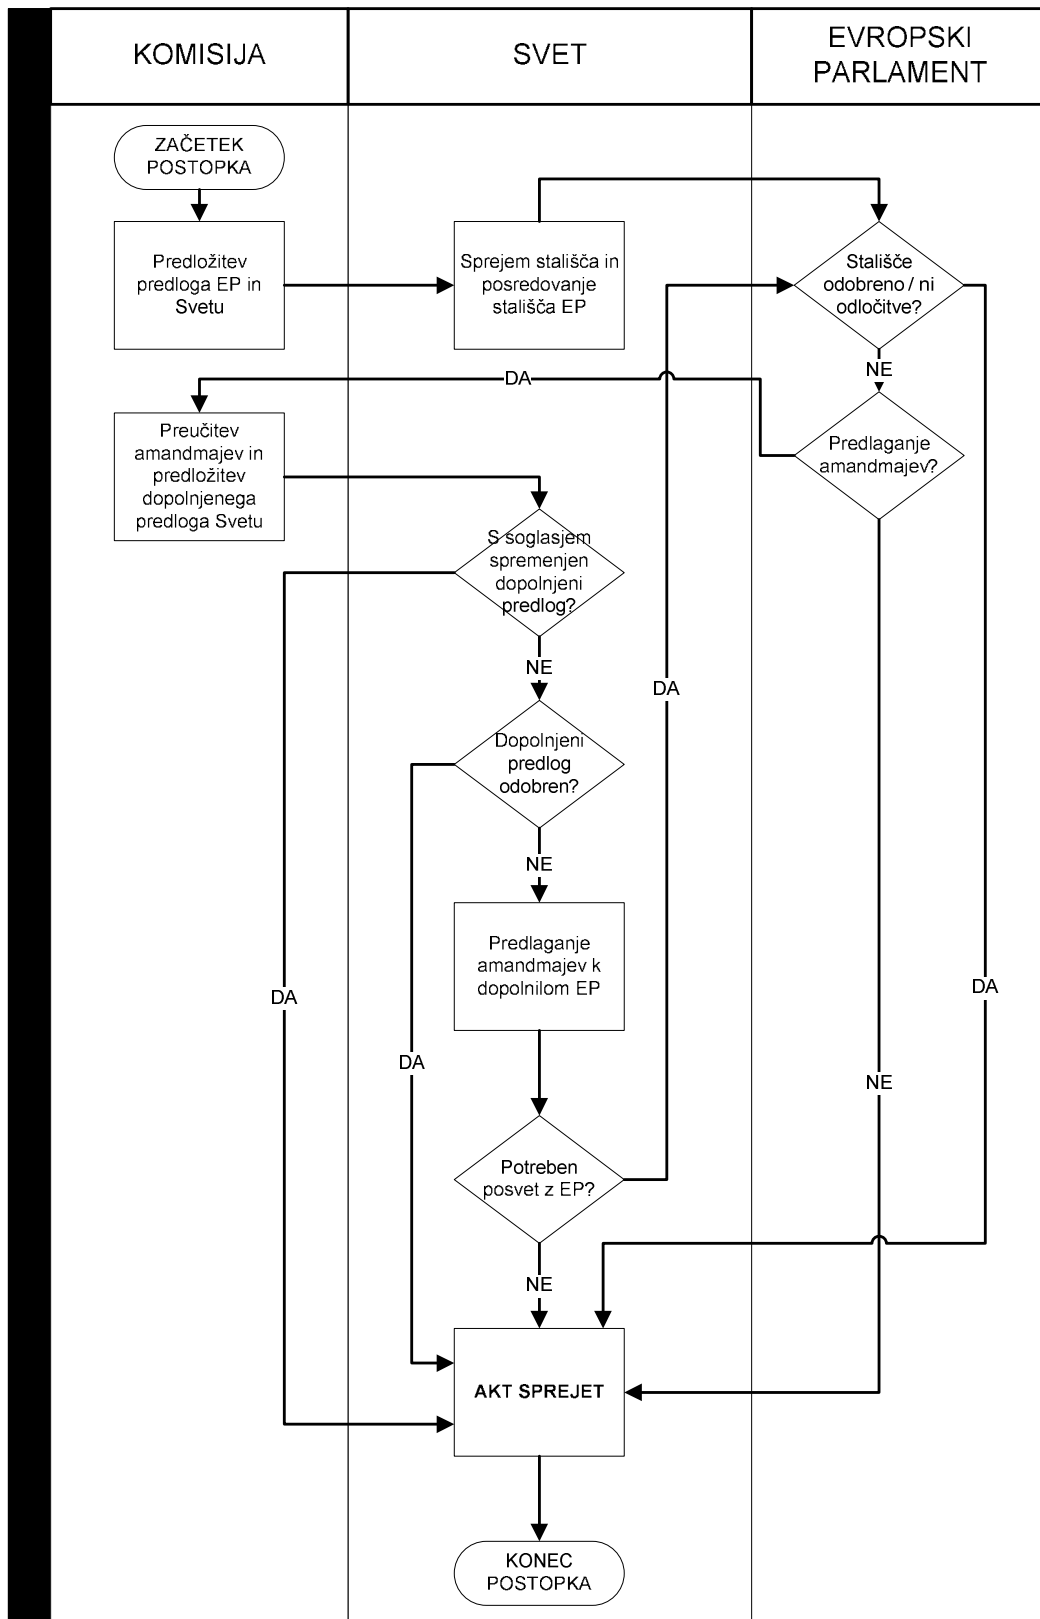 KOMISIJA
SVET
EVROPSKI
PARLAMENT
ZAČETEK
POSTOPKA
Predložitev
predloga EP in
Svetu
Sprejem stališča in
posredovanje
stališča EP
Stališče
odobreno / ni
odločitve?
NE
DA
Preučitev
amandmajev in
predložitev
dopolnjenega
predloga Svetu
Predlaganje
amandmajev?
S soglasjem
spremenjen
dopolnjeni
predlog?
NE
DA
Dopolnjeni
predlog
odobren?
NE
Predlaganje
amandmajev k
dopolnilom EP
DA
DA
DA
NE
Potreben
posvet z EP?
NE
AKT SPREJET
KONEC
POSTOPKA